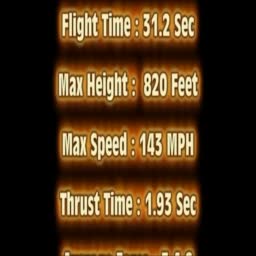 Flight Time : 31.2 Sec
Max Height : 820 Feet
Max Speed : 143 MPH
Thrust Time : 1.93 Sec